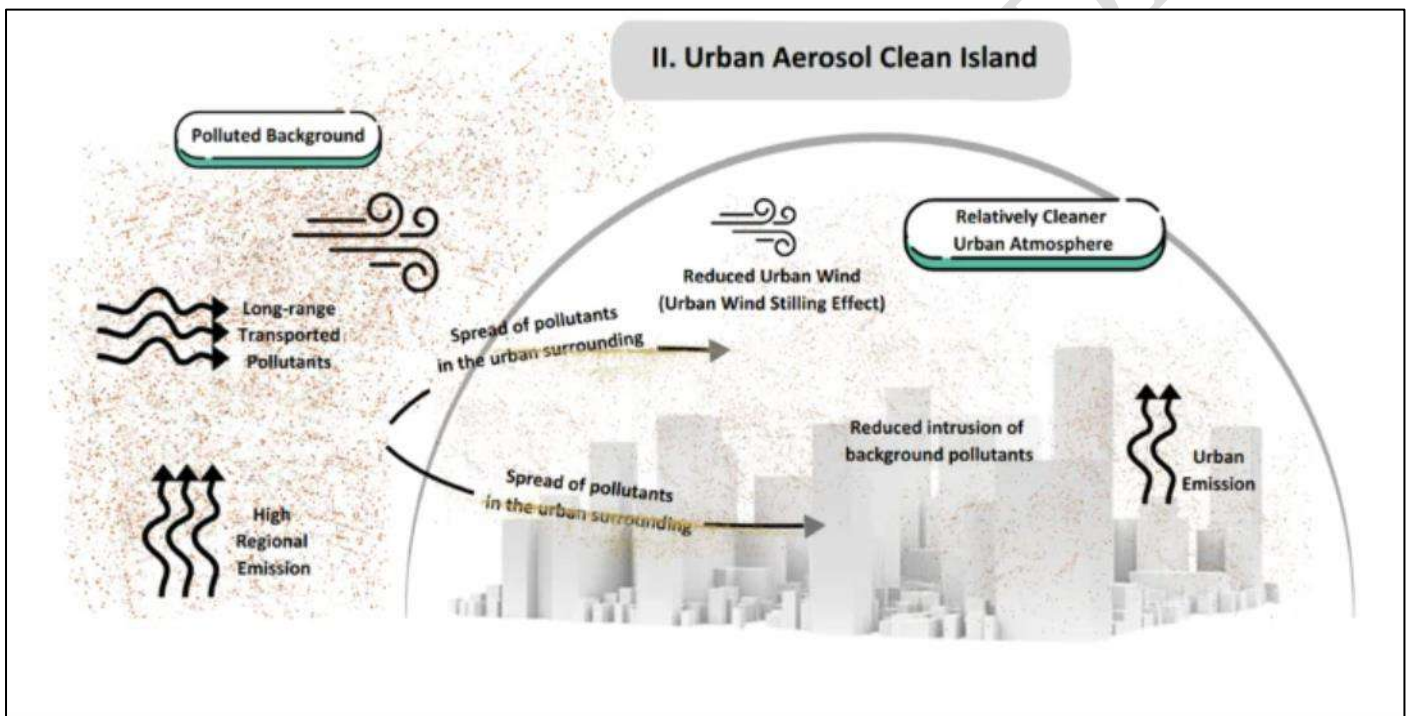 II. Urban Aerosol Clean Island
Polluted Background
Relatively Cleaner
Urban Atmosphere
Reduced Urban Wind
(Urban Wind Stilling Effect)
Long-range
Transported
Pollutants
Spread of pollutants
in the urban surrounding
Reduced intrusion of
background pollutants
Urban
Emission
Spread of pollutants
in the urban surrounding
High
Regional
Emission